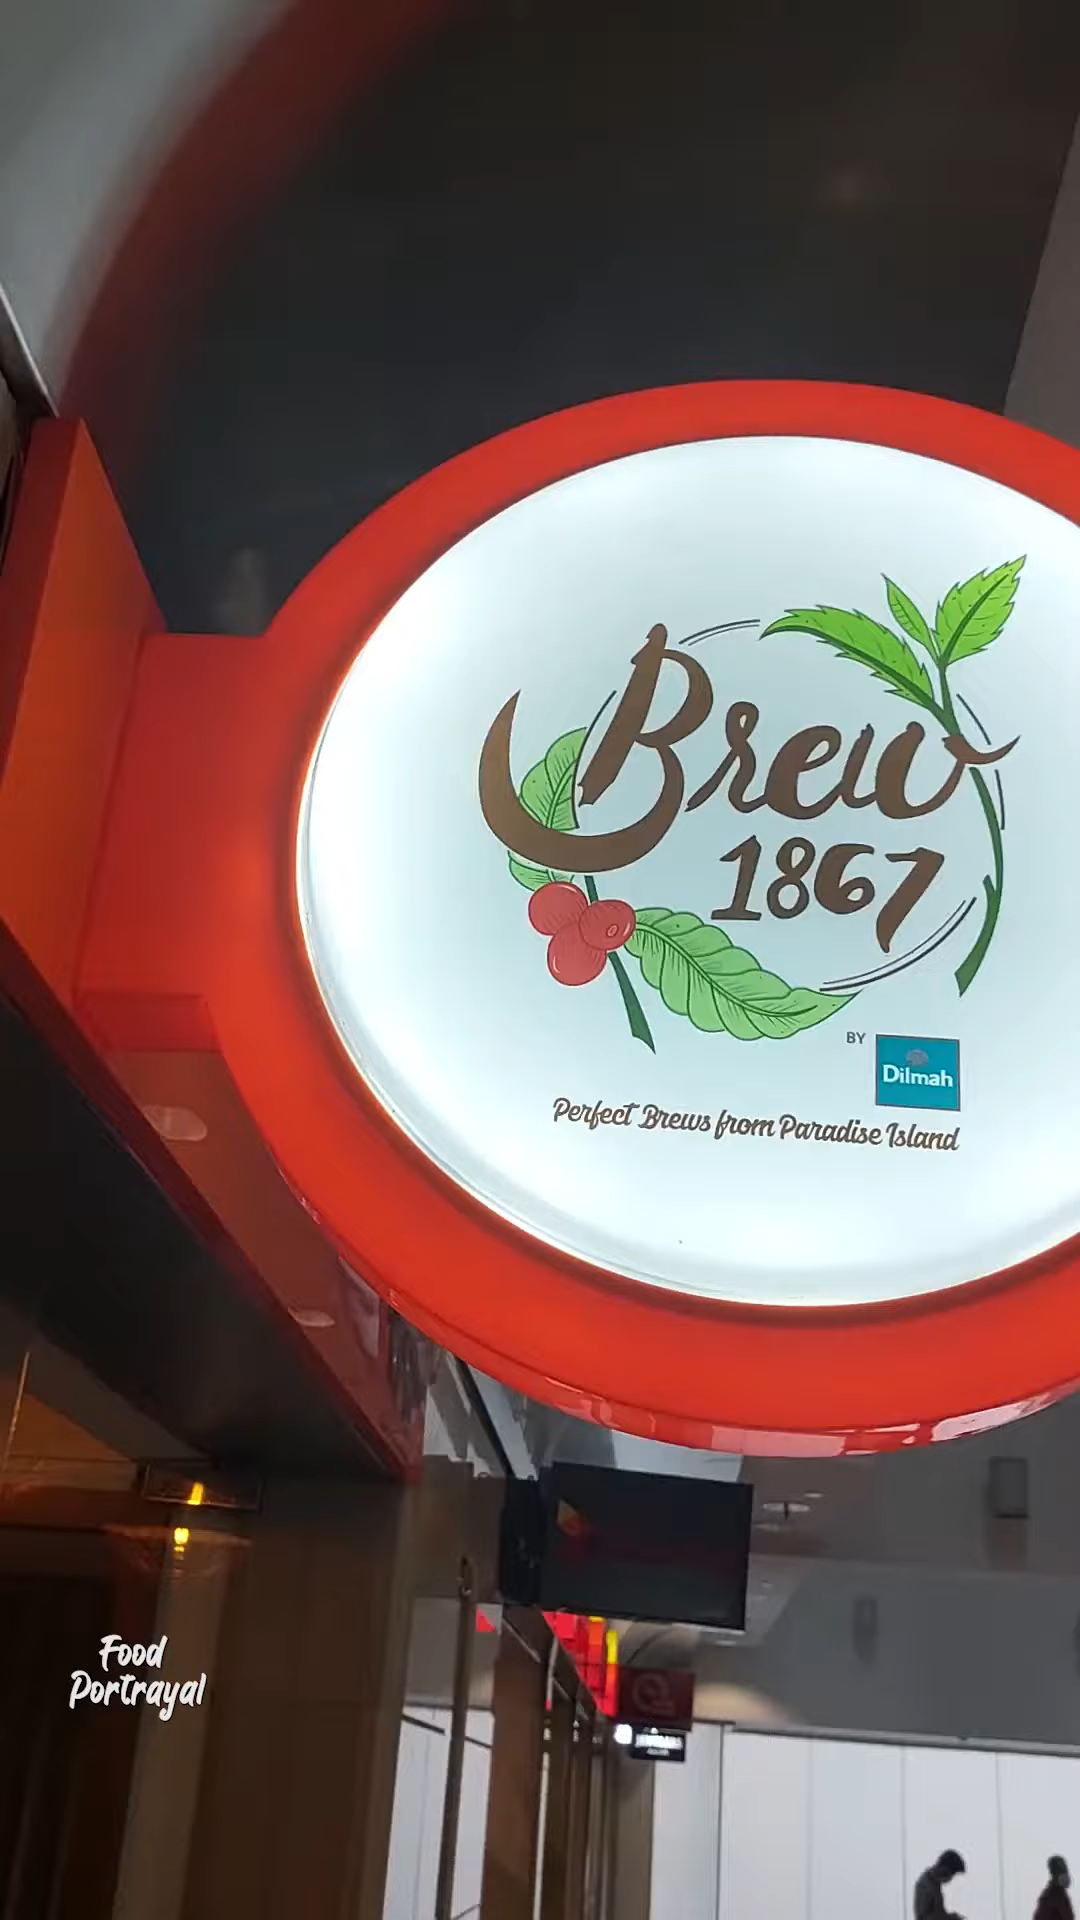 Brew
1867
BY Dilmah
Perfect Brews from Paradise Island
Food
Portrayal